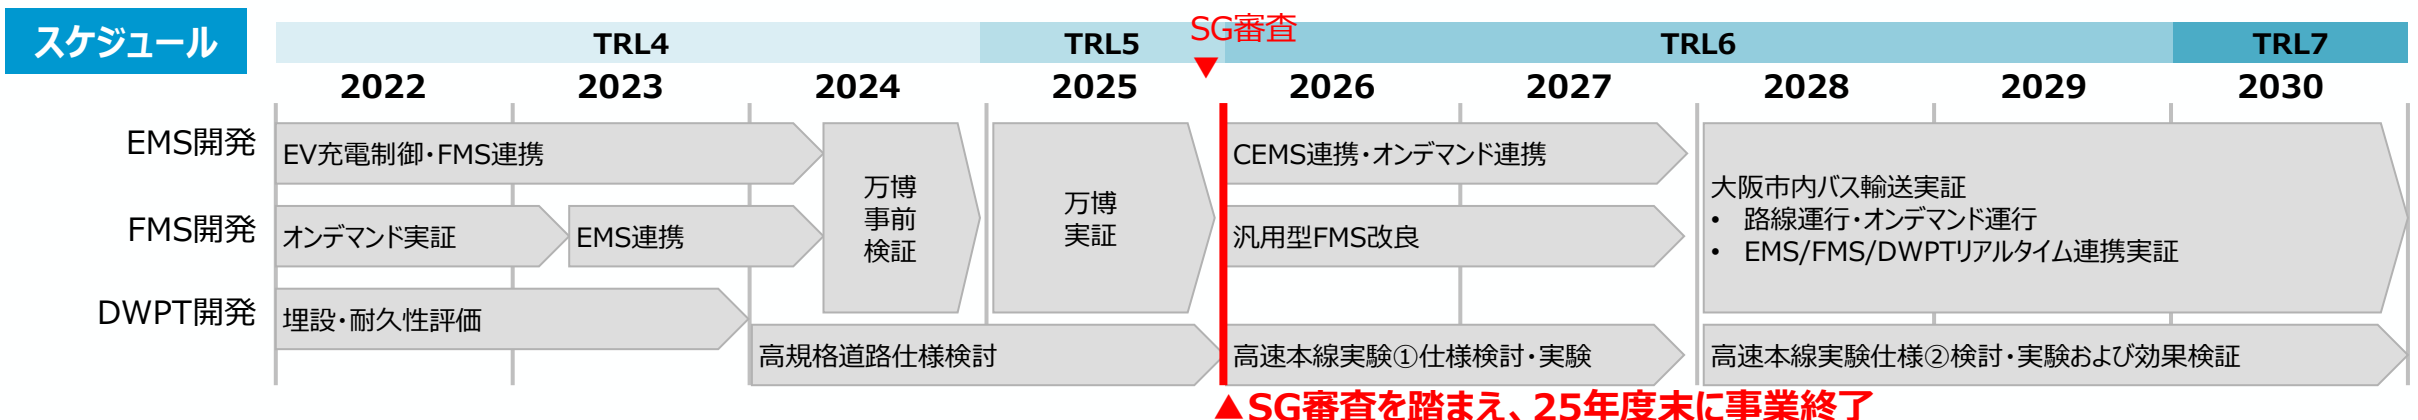 スケジュール
SG審査
TRL4 TRL5 TRL6 TRL7
2022 2023 2024 2025 2026 2027 2028 2029 2030
EMS開発
EV充電制御・FMS連携
FMS開発
オンデマンド実証
EMS連携
DWPT開発
埋設・耐久性評価
万博
事前
検証
万博
実証
高規格道路仕様検討
CEMS連携・オンデマンド連携
汎用型FMS改良
高速本線実験①仕様検討・実験
大阪市内バス輸送実証
• 路線運行・オンデマンド運行
• EMS/FMS/DWPTリアルタイム連携実証
高速本線実験仕様②検討・実験および効果検証
▲SG審査を踏まえ、25年度末に事業終了